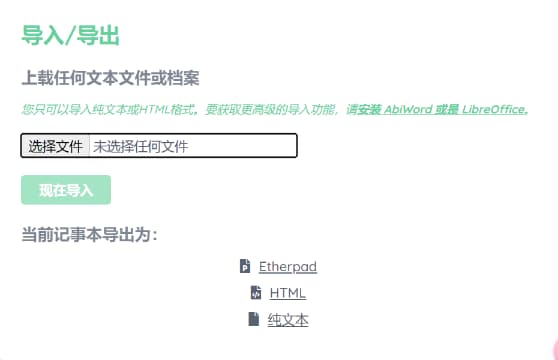 导入/导出
上载任何文本文件或档案
您只可以导入纯文本或HTML格式。要获取更高级的导入功能，请安装 AbiWord 或是 LibreOffice。
选择文件 未选择任何文件
现在导入
当前记事本导出为：
Etherpad
HTML
纯文本